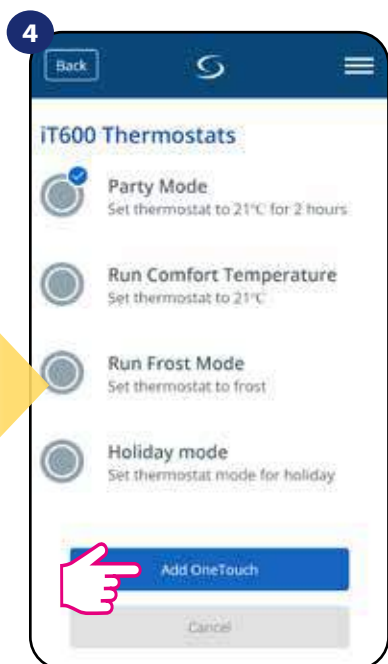 4
Back
iT600 Thermostats
Party Mode
Set thermostat to 21°C for 2 hours
Run Comfort Temperature
Set thermostat to 21°C
Run Frost Mode
Set thermostat to frost
Holiday mode
Set thermostat mode for holiday
Add OneTouch
Cancel